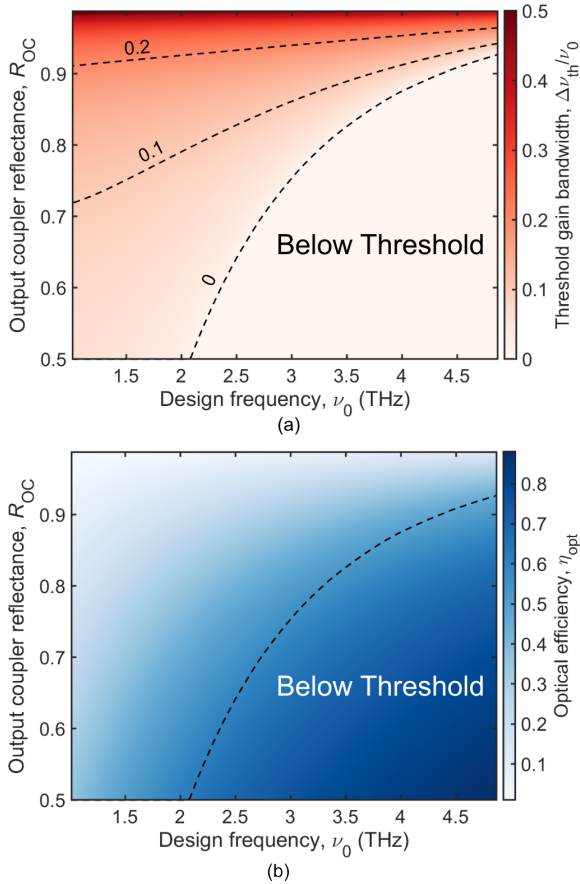 0.2
0.1
0
Below Threshold
0.5
0.6
0.7
0.8
0.9
Output coupler reflectance, R_OC
1.5 2 2.5 3 3.5 4 4.5
Design frequency, ν_0 (THz)
0
0.1
0.2
0.3
0.4
0.5
Threshold gain bandwidth, Δν_th/ν_0
(a)
Below Threshold
0.5
0.6
0.7
0.8
0.9
Output coupler reflectance, R_OC
1.5 2 2.5 3 3.5 4 4.5
Design frequency, ν_0 (THz)
0.1
0.2
0.3
0.4
0.5
0.6
0.7
0.8
Optical efficiency, η_opt
(b)